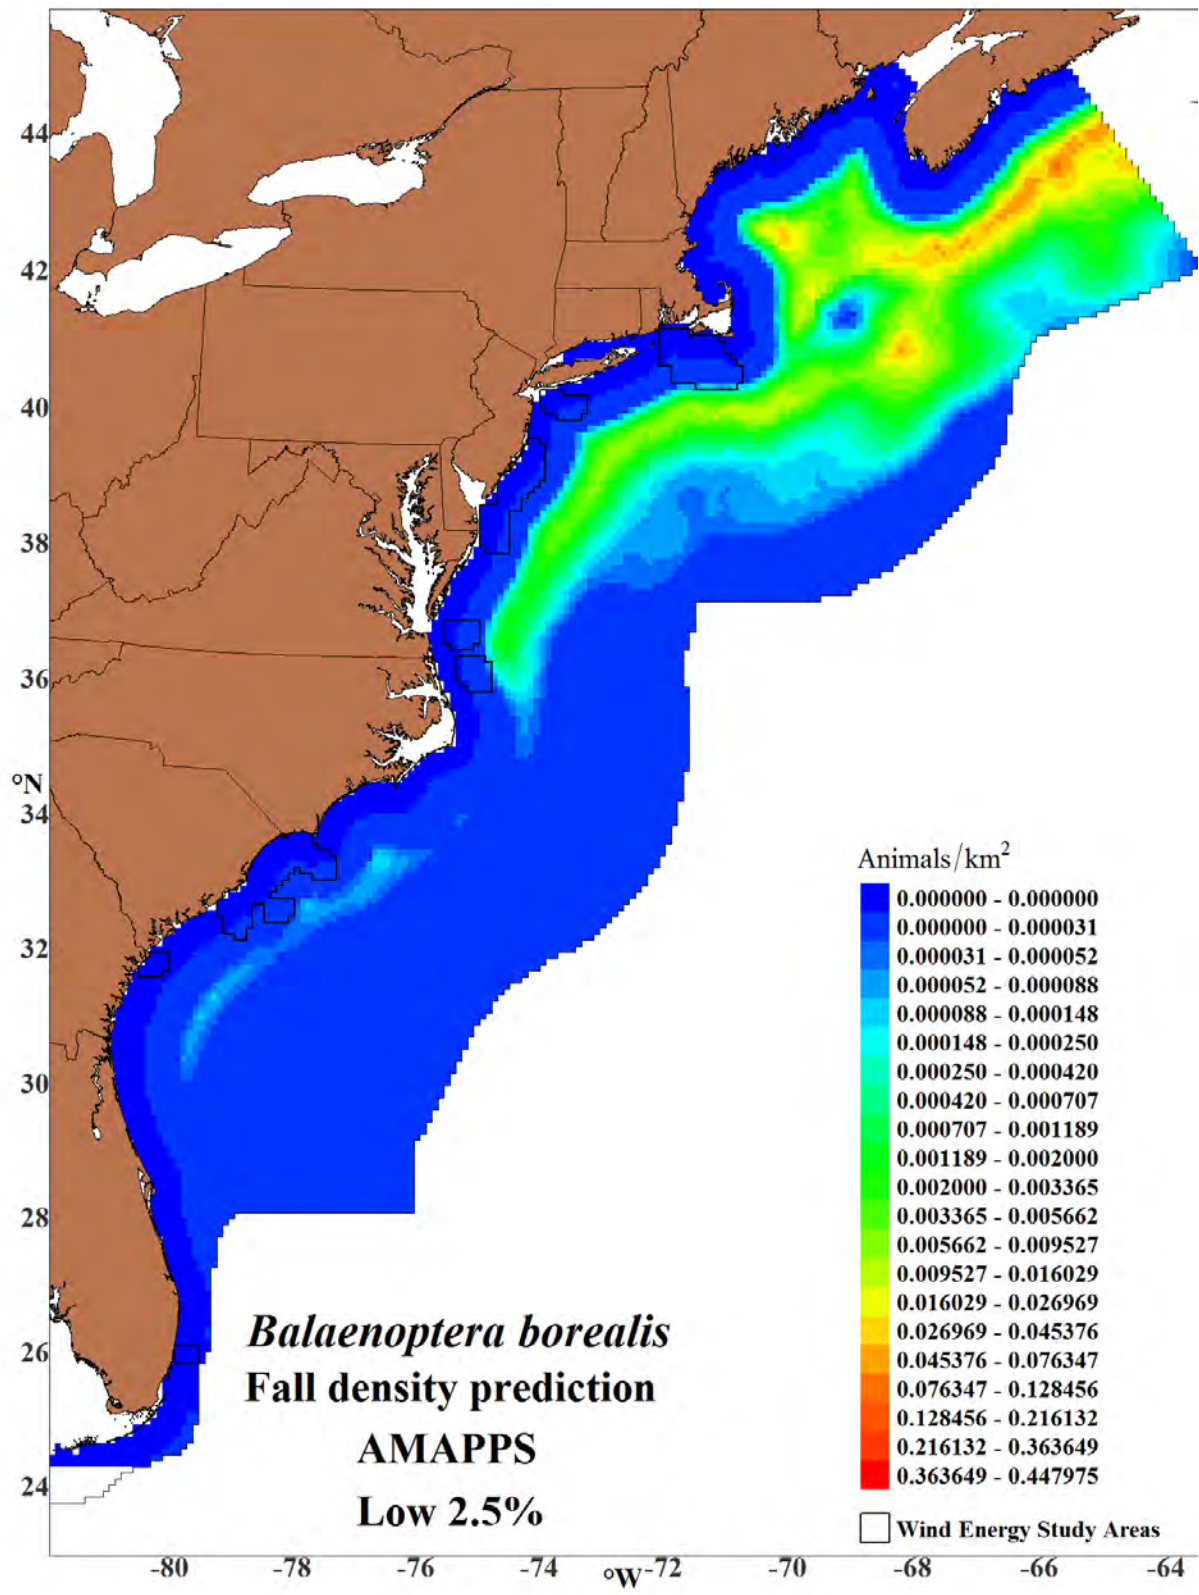 44
42
40
38
36
°N
34
32
30
28
26
24
Animals/km²
0.000000 - 0.000000
0.000000 - 0.000031
0.000031 - 0.000052
0.000052 - 0.000088
0.000088 - 0.000148
0.000148 - 0.000250
0.000250 - 0.000420
0.000420 - 0.000707
0.000707 - 0.001189
0.001189 - 0.002000
0.002000 - 0.003365
0.003365 - 0.005662
0.005662 - 0.009527
0.009527 - 0.016029
0.016029 - 0.026969
0.026969 - 0.045376
0.045376 - 0.076347
0.076347 - 0.128456
0.128456 - 0.216132
0.216132 - 0.363649
0.363649 - 0.447975
Wind Energy Study Areas
Balaenoptera borealis
Fall density prediction
AMAPPS
Low 2.5%
-80 -78 -76 -74 °W -72 -70 -68 -66 -64